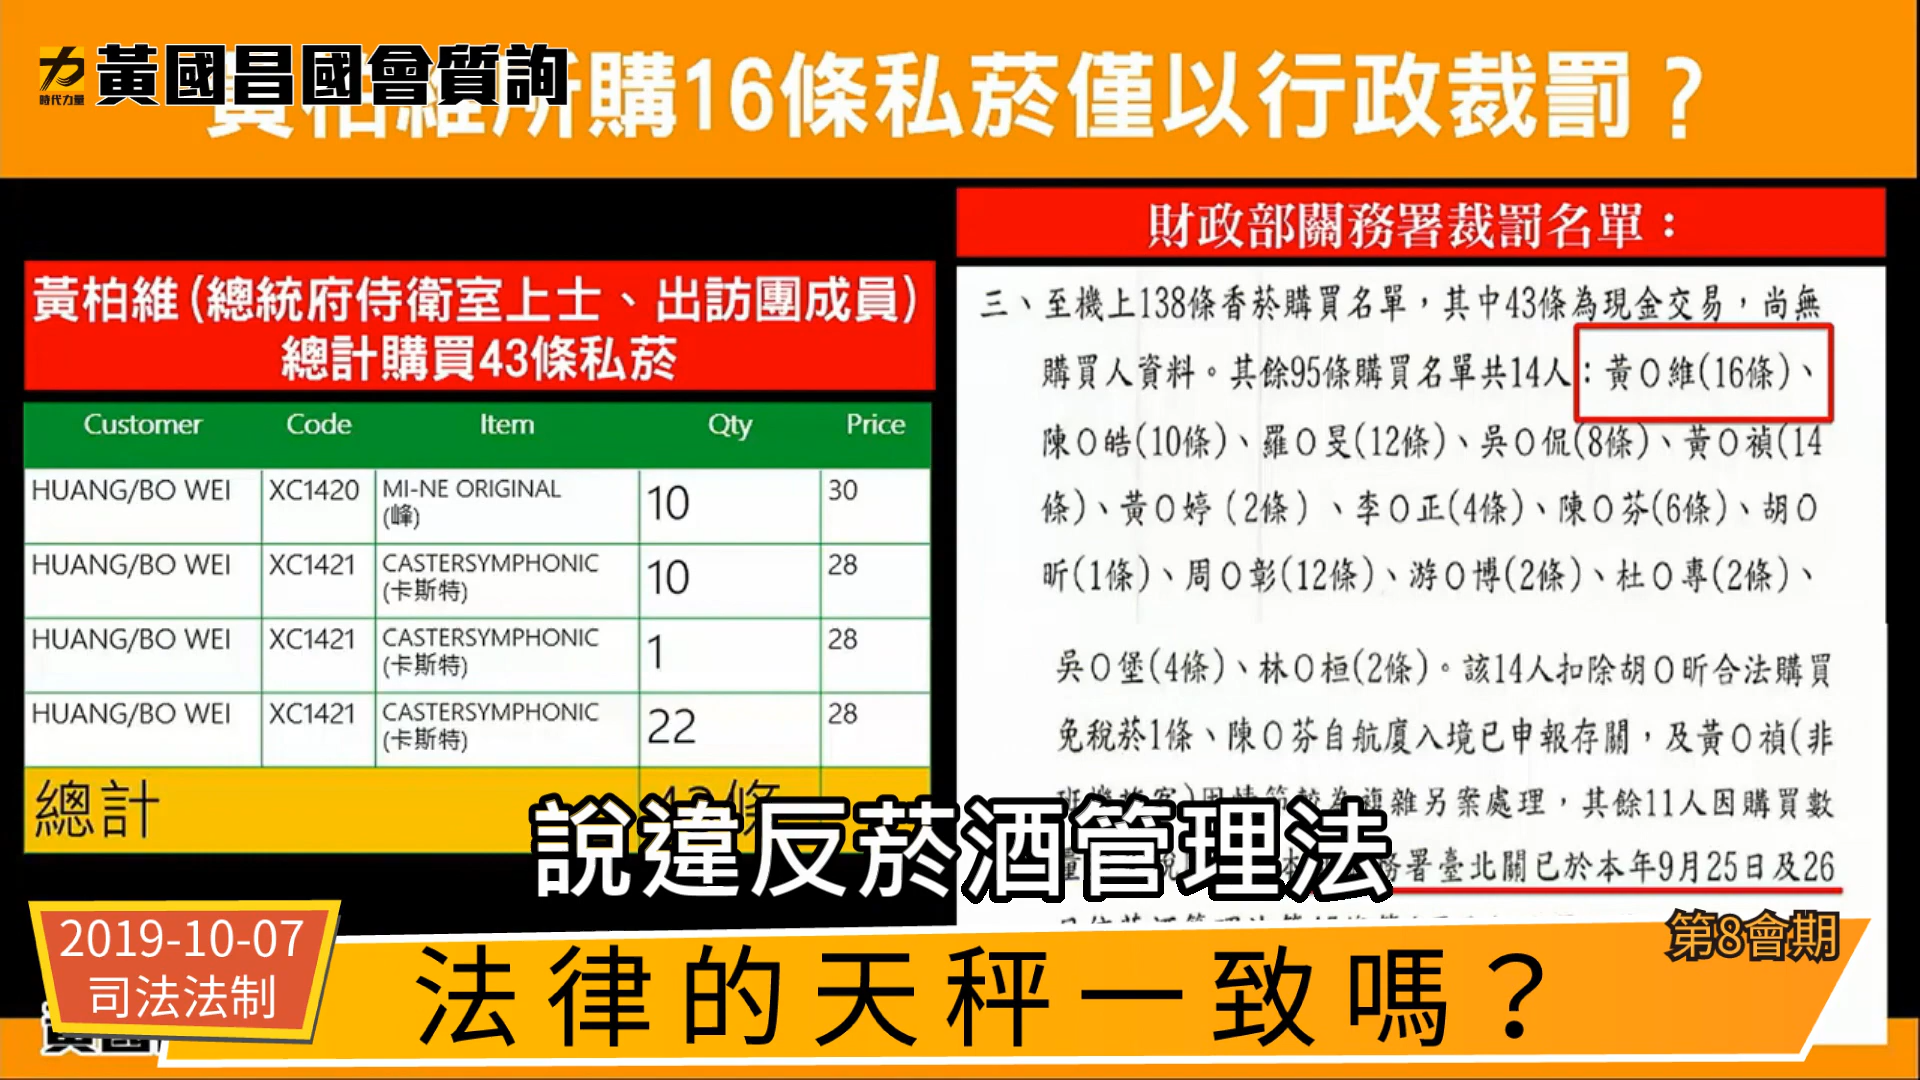 時代力量
黃國昌國會質詢
黃柏維所購16條私菸僅以行政裁罰？
黃柏維(總統府侍衛室上士、出訪團成員)
總計購買43條私菸
Customer Code Item Qty Price
HUANG/BO WEI XC1420 MI-NE ORIGINAL (峰) 10 30
HUANG/BO WEI XC1421 CASTERSYMPHONIC (卡斯特) 10 28
HUANG/BO WEI XC1421 CASTERSYMPHONIC (卡斯特) 1 28
HUANG/BO WEI XC1421 CASTERSYMPHONIC (卡斯特) 22 28
總計 43條
財政部關務署裁罰名單：
三、至機上138條香菸購買名單，其中43條為現金交易，尚無
購買人資料。其餘95條購買名單共14人：黃O維(16條)、
陳O皓(10條)、羅O旻(12條)、吳O侃(8條)、黃O禎(14
條)、黃O婷（2條）、李O正(4條)、陳O芬(6條)、胡O
昕(1條)、周O彰(12條)、游O博(2條)、杜O專(2條)、
吳O堡(4條)、林O桓(2條)。該14人扣除胡O昕合法購買
免稅菸1條、陳O芬自航廈入境已申報存關，及黃O禎(非
複雜另案處理，其餘11人因購買數
務署臺北關已於本年9月25日及26
說違反菸酒管理法
2019-10-07
司法法制
法律的天秤一致嗎？
第8會期